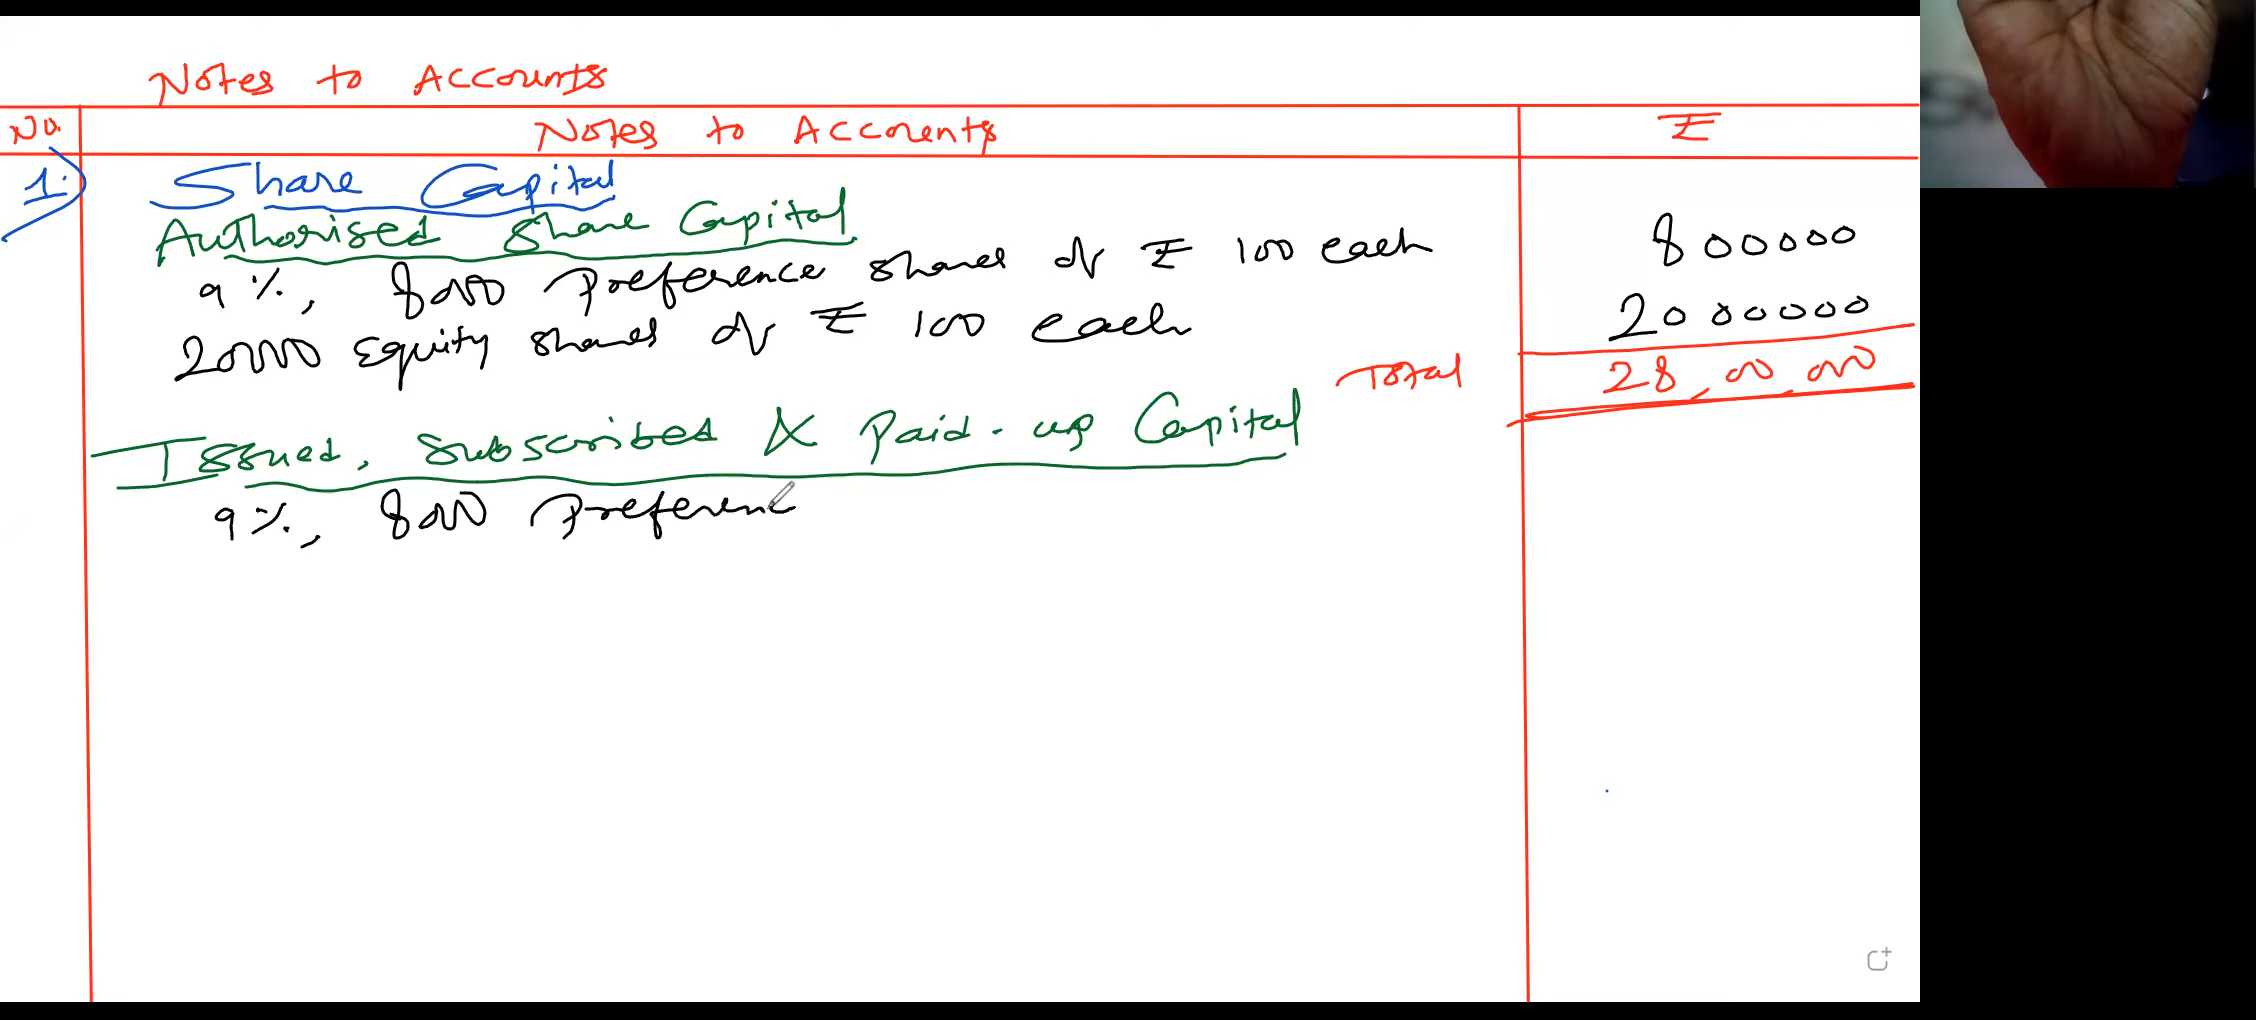 Notes to Accounts
No. Notes to Accounts ₹
1. Share Capital
Authorised Share Capital
9%, 8000 Preference shares of ₹ 100 each 800000
20000 Equity shares of ₹ 100 each 2000000
Total 28,00,000
Issued, Subscribed & Paid-up Capital
9%, 8000 Preferenc